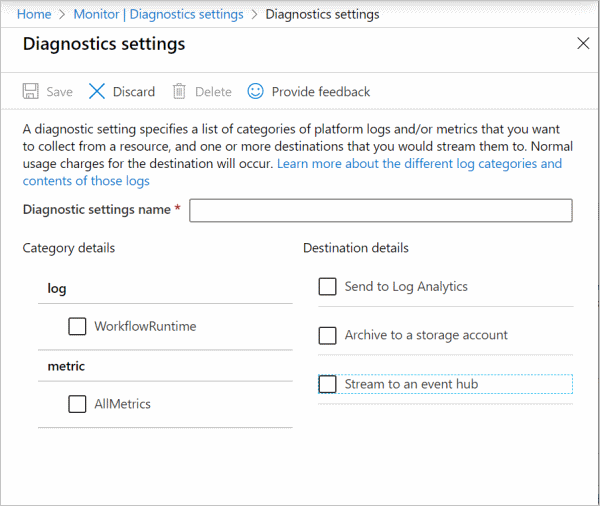 Home > Monitor | Diagnostics settings > Diagnostics settings
Diagnostics settings
Save Discard Delete Provide feedback
A diagnostic setting specifies a list of categories of platform logs and/or metrics that you want
to collect from a resource, and one or more destinations that you would stream them to. Normal
usage charges for the destination will occur. Learn more about the different log categories and
contents of those logs
Diagnostic settings name *
Category details
Destination details
log
Send to Log Analytics
WorkflowRuntime
Archive to a storage account
metric
Stream to an event hub
AllMetrics